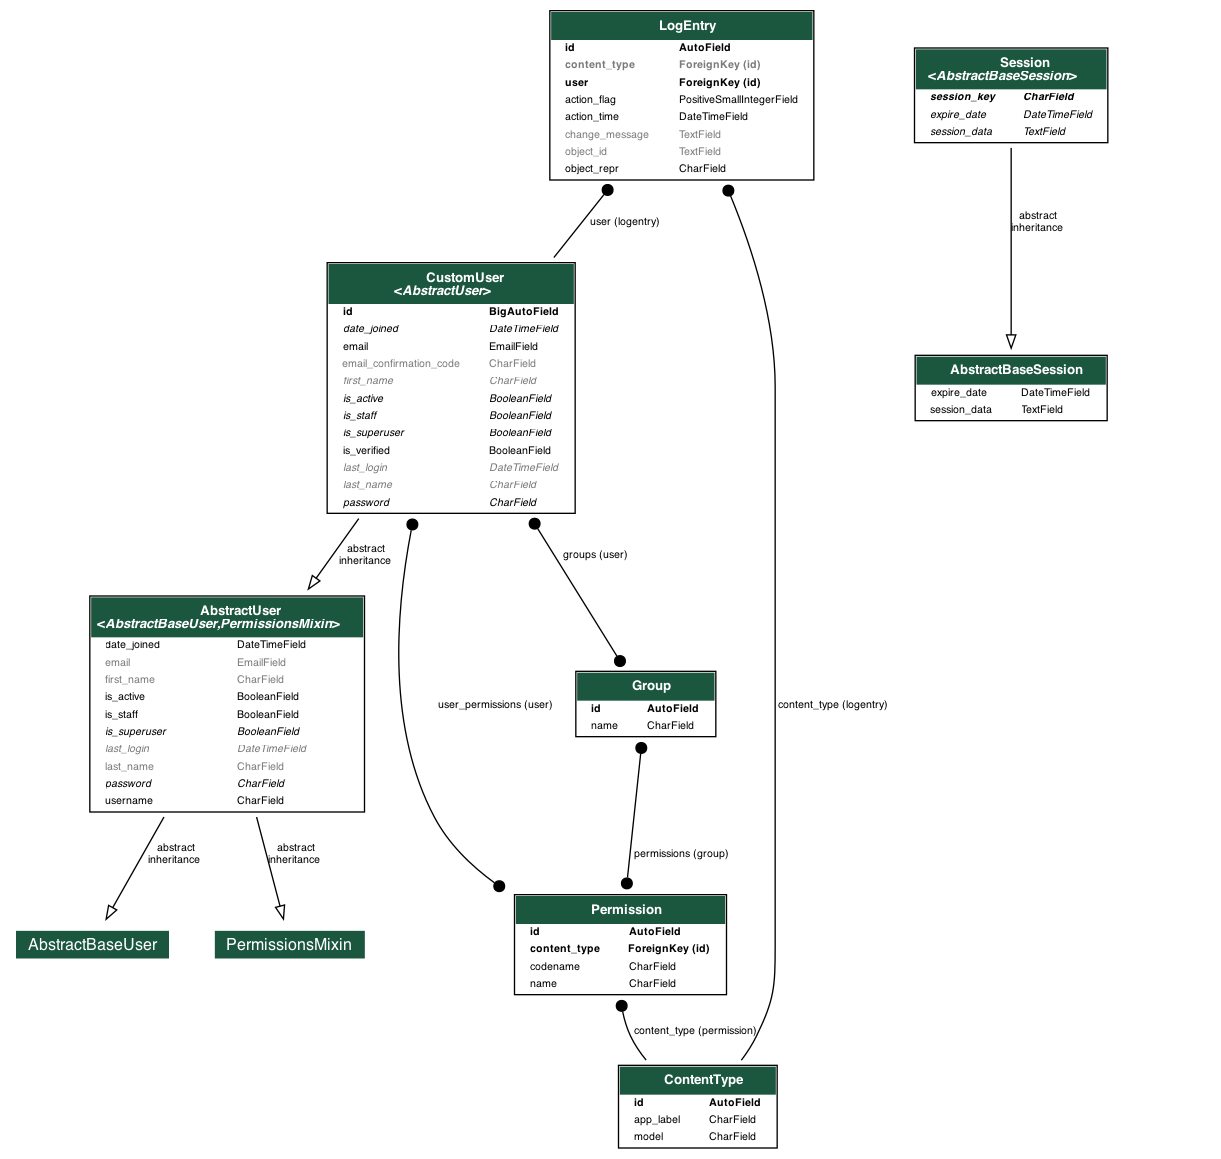 LogEntry
id AutoField
content_type ForeignKey (id)
user ForeignKey (id)
action_flag PositiveSmallIntegerField
action_time DateTimeField
change_message TextField
object_id TextField
object_repr CharField
Session
<AbstractBaseSession>
session_key CharField
expire_date DateTimeField
session_data TextField
user (logentry)
abstract
inheritance
CustomUser
<AbstractUser>
id BigAutoField
date_joined DateTimeField
email EmailField
email_confirmation_code CharField
first_name CharField
is_active BooleanField
is_staff BooleanField
is_superuser BooleanField
is_verified BooleanField
last_login DateTimeField
last_name CharField
password CharField
AbstractBaseSession
expire_date DateTimeField
session_data TextField
abstract
inheritance
groups (user)
AbstractUser
<AbstractBaseUser,PermissionsMixin>
date_joined DateTimeField
email EmailField
first_name CharField
is_active BooleanField
is_staff BooleanField
is_superuser BooleanField
last_login DateTimeField
last_name CharField
password CharField
username CharField
user_permissions (user)
Group
id AutoField
name CharField
content_type (logentry)
abstract
inheritance
abstract
inheritance
permissions (group)
AbstractBaseUser
PermissionsMixin
Permission
id AutoField
content_type ForeignKey (id)
codename CharField
name CharField
content_type (permission)
ContentType
id AutoField
app_label CharField
model CharField